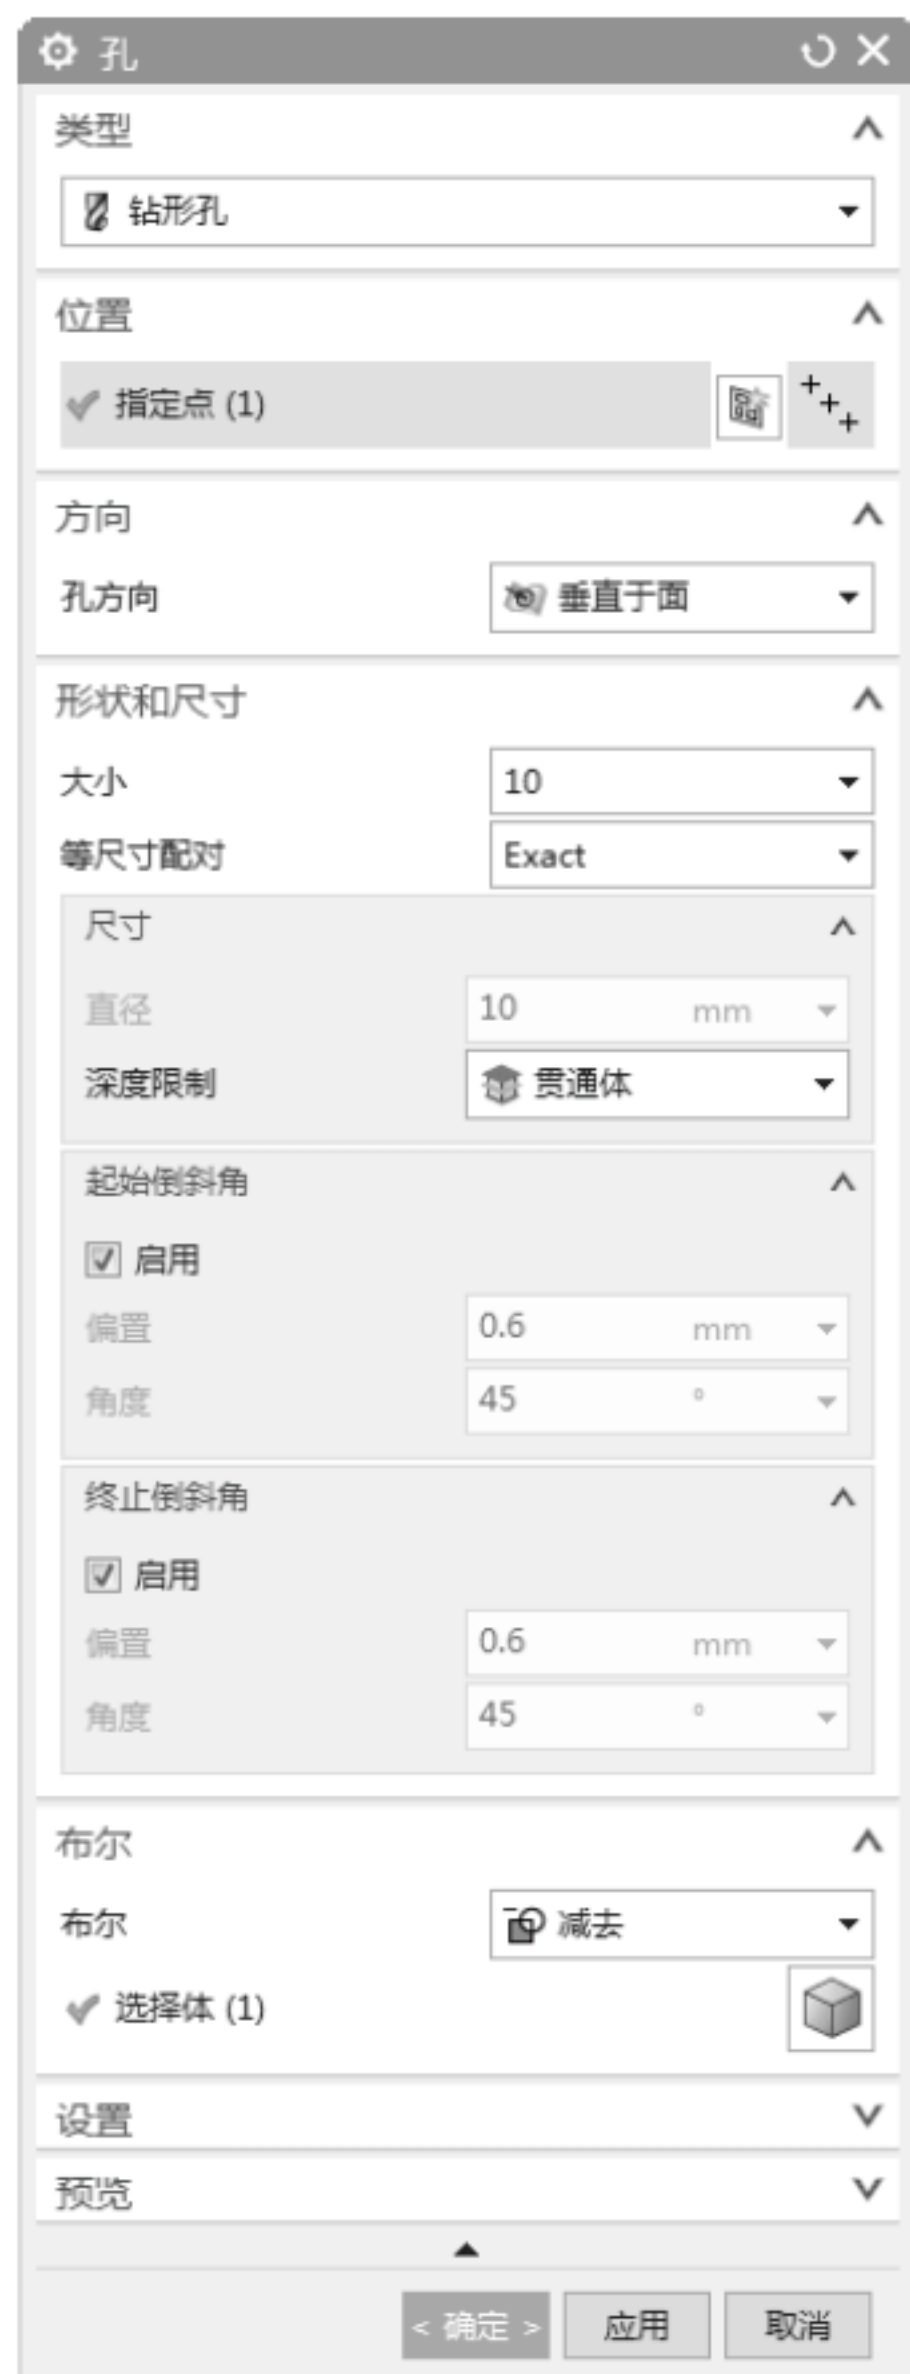 孔
类型
钻形孔
位置
指定点 (1)
方向
孔方向 垂直于面
形状和尺寸
大小 10
等尺寸配对 Exact
尺寸
直径 10 mm
深度限制 贯通体
起始倒斜角
启用
偏置 0.6 mm
角度 45 °
终止倒斜角
启用
偏置 0.6 mm
角度 45 °
布尔
布尔 减去
选择体 (1)
设置
预览
< 确定 > 应用 取消